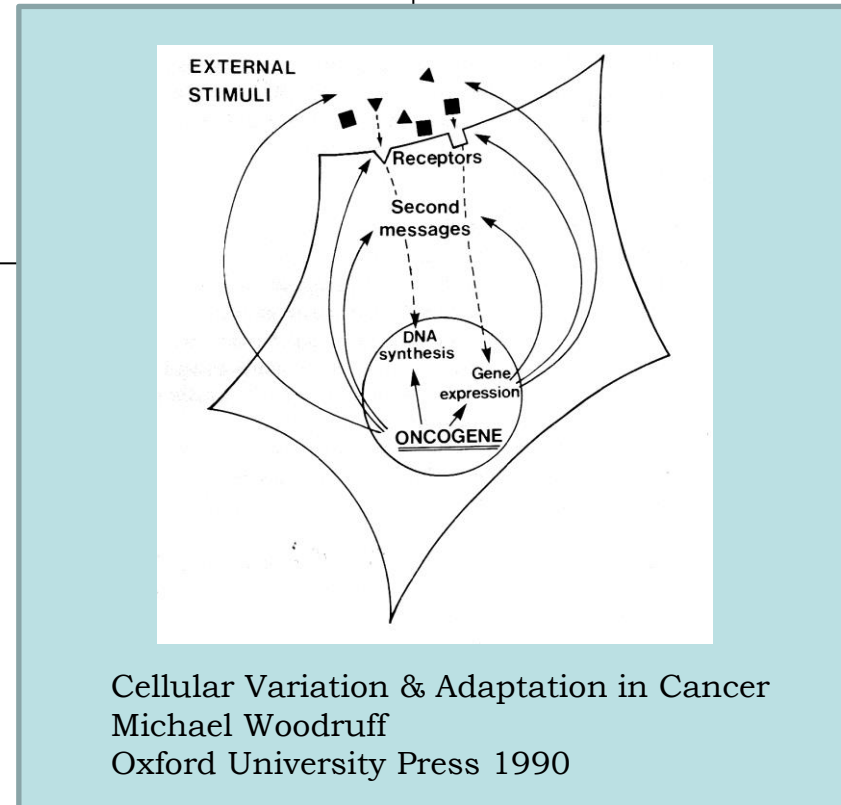 EXTERNAL
STIMULI
Receptors
Second
messages
DNA
synthesis
Gene
expression
ONCOGENE
Cellular Variation & Adaptation in Cancer
Michael Woodruff
Oxford University Press 1990